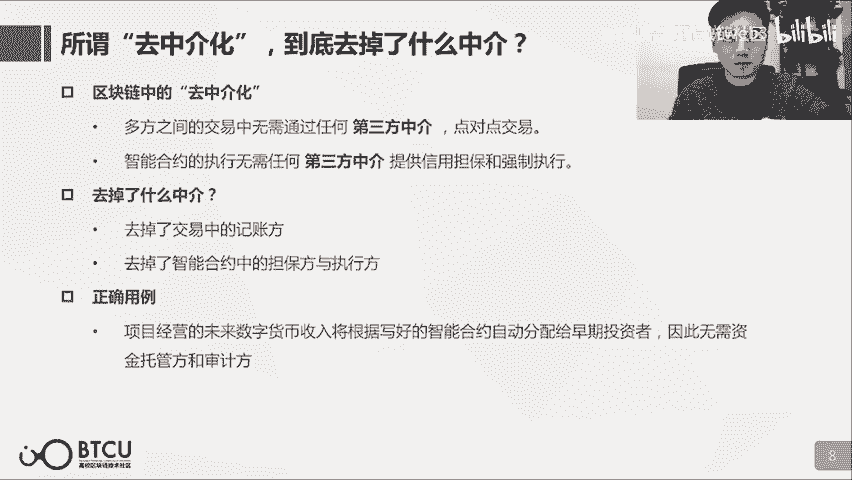 所谓“去中介化”，到底去掉了什么中介？
bilibili
区块链中的“去中介化”
• 多方之间的交易中无需通过任何 第三方中介 ，点对点交易。
• 智能合约的执行无需任何 第三方中介 提供信用担保和强制执行。
去掉了什么中介？
• 去掉了交易中的记账方
• 去掉了智能合约中的担保方与执行方
正确用例
• 项目经营的未来数字货币收入将根据写好的智能合约自动分配给早期投资者，因此无需资
金托管方和审计方
BTCU
高校区块链技术社区
8